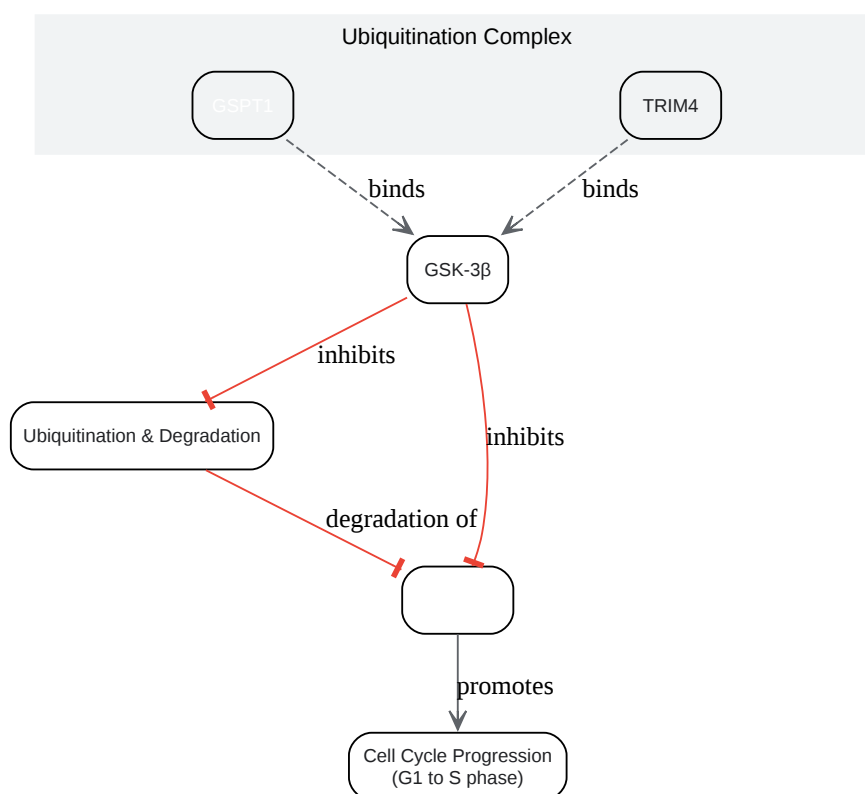 Ubiquitination Complex
GSPT1
TRIM4
binds
binds
GSK-3β
inhibits
Ubiquitination & Degradation
inhibits
degradation of
promotes
Cell Cycle Progression
(G1 to S phase)